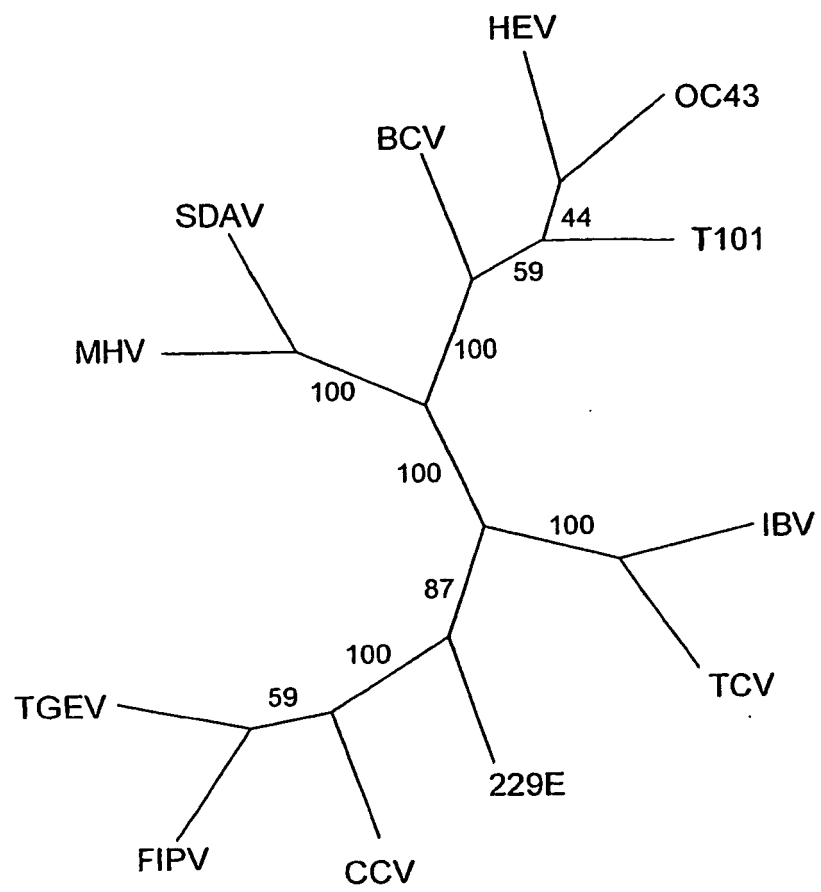 HEV
OC43
BCV
SDAV
44
T101
59
MHV
100
100
100
100
IBV
87
100
TCV
TGEV
59
229E
FIPV
CCV